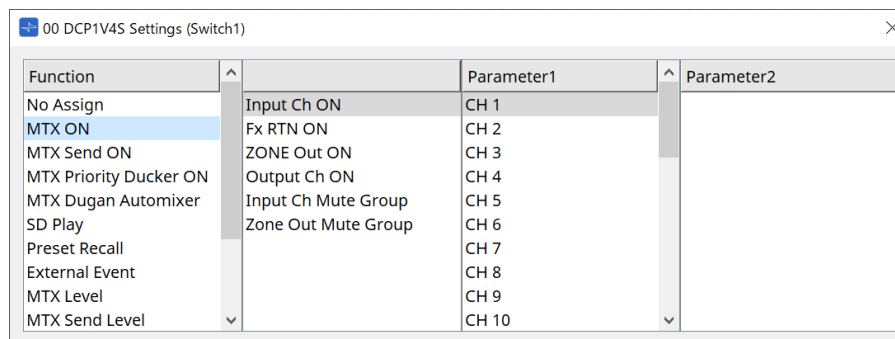 00 DCP1V4S Settings (Switch1)
Function Parameter1 Parameter2
No Assign Input Ch ON CH 1
MTX ON Fx RTN ON CH 2
MTX Send ON ZONE Out ON CH 3
MTX Priority Ducker ON Output Ch ON CH 4
MTX Dugan Automixer Input Ch Mute Group CH 5
SD Play Zone Out Mute Group CH 6
Preset Recall CH 7
External Event CH 8
MTX Level CH 9
MTX Send Level CH 10